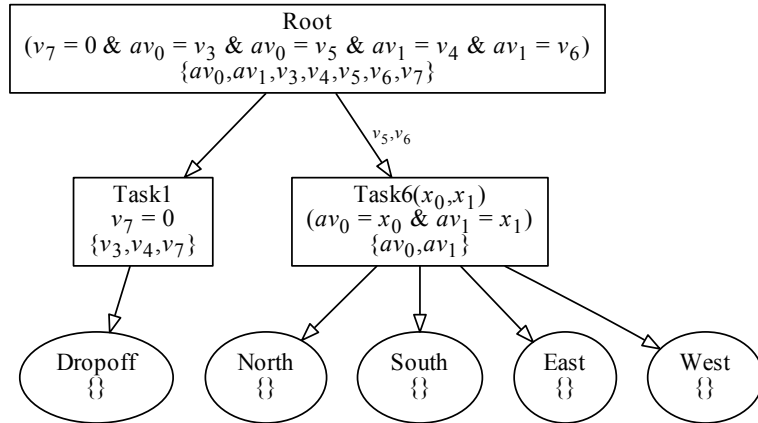 Root
(v₇ = 0 & av₀ = v₃ & av₀ = v₅ & av₁ = v₄ & av₁ = v₆)
{av₀,av₁,v₃,v₄,v₅,v₆,v₇}
v₅,v₆
Task1
v₇ = 0
{v₃,v₄,v₇}
Task6(x₀,x₁)
(av₀ = x₀ & av₁ = x₁)
{av₀,av₁}
Dropoff
{}
North
{}
South
{}
East
{}
West
{}